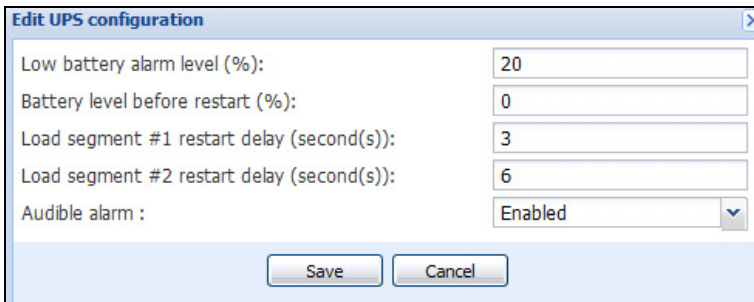 Edit UPS configuration
Low battery alarm level (%): 20
Battery level before restart (%): 0
Load segment #1 restart delay (second(s)): 3
Load segment #2 restart delay (second(s)): 6
Audible alarm : Enabled
Save Cancel